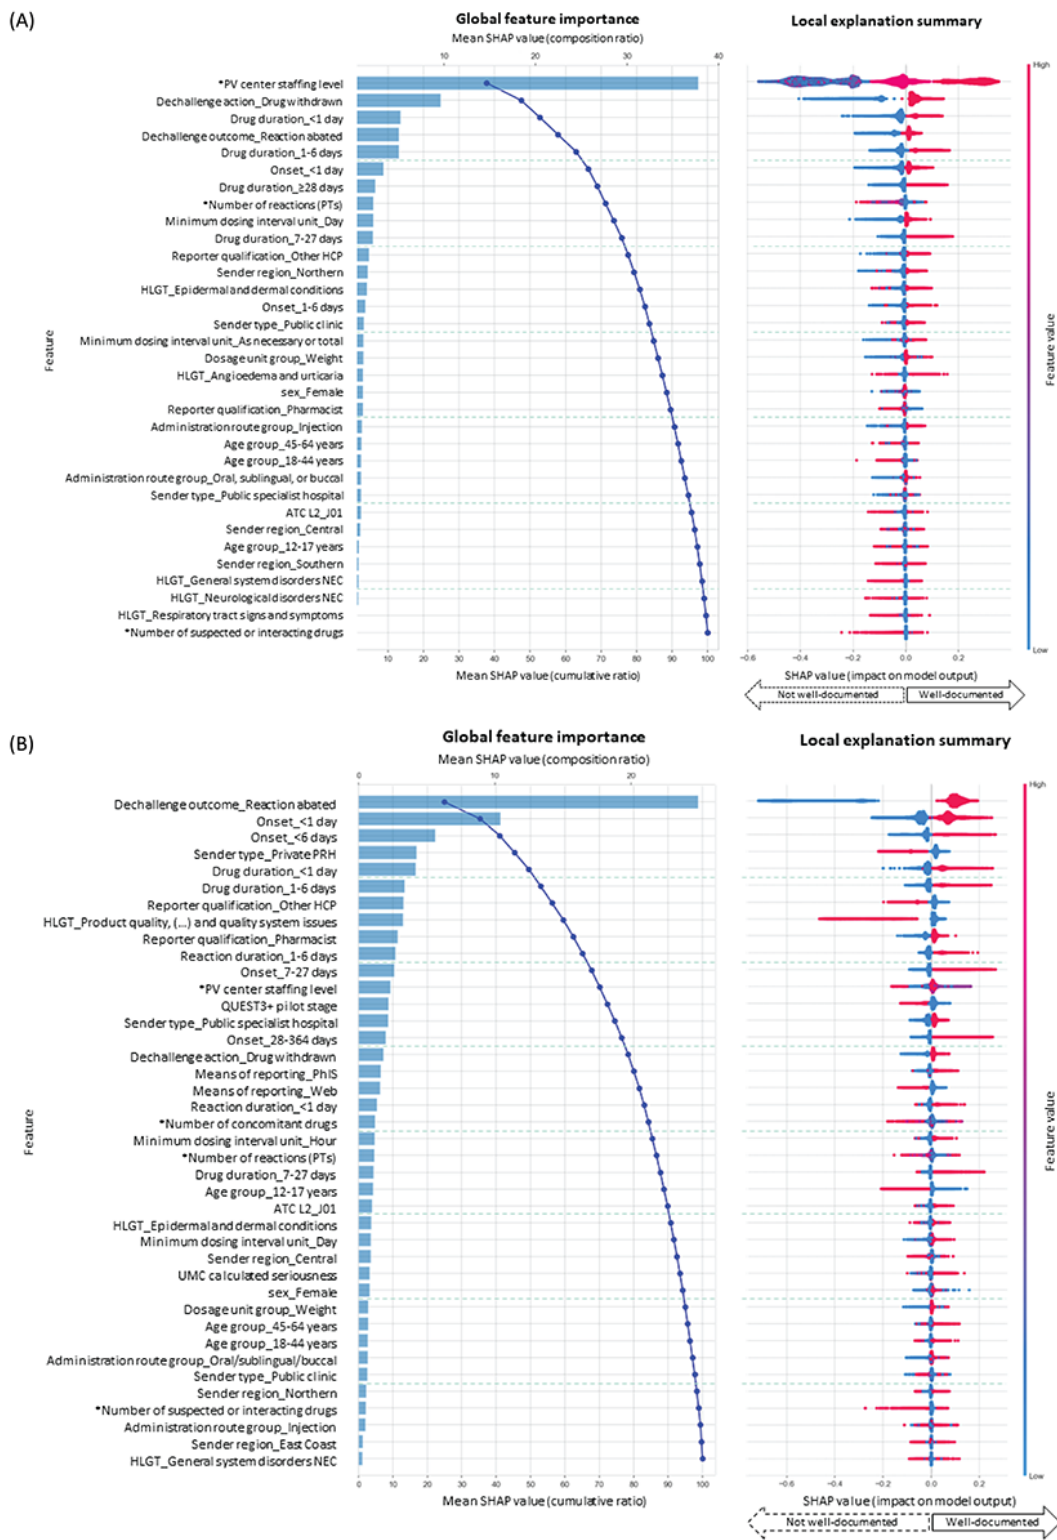 (A)
Global feature importance
Mean SHAP value (composition ratio)
10 20 30 40
Local explanation summary
High
*PV center staffing level
Dechallenge action_Drug withdrawn
Drug duration_<1 day
Dechallenge outcome_Reaction abated
Drug duration_1-6 days
Onset_<1 day
Drug duration_≥28 days
*Number of reactions (PTs)
Minimum dosing interval unit_Day
Drug duration_7-27 days
Reporter qualification_Other HCP
Sender region_Northern
HLGT_Epidermal and dermal conditions
Onset_1-6 days
Sender type_Public clinic
Minimum dosing interval unit_As necessary or total
Dosage unit group_Weight
HLGT_Angioedema and urticaria
sex_Female
Reporter qualification_Pharmacist
Administration route group_Injection
Age group_45-64 years
Age group_18-44 years
Administration route group_Oral, sublingual, or buccal
Sender type_Public specialist hospital
ATC L2_J01
Sender region_Central
Age group_12-17 years
Sender region_Southern
HLGT_General system disorders NEC
HLGT_Neurological disorders NEC
HLGT_Respiratory tract signs and symptoms
*Number of suspected or interacting drugs
Feature
Feature value
Low
10 20 30 40 50 60 70 80 90 100
Mean SHAP value (cumulative ratio)
−0.6 −0.4 −0.2 0.0 0.2
SHAP value (impact on model output)
Not well-documented
Well-documented
(B)
Global feature importance
Mean SHAP value (composition ratio)
0 10 20
Local explanation summary
High
Dechallenge outcome_Reaction abated
Onset_<1 day
Onset_<6 days
Sender type_Private PRH
Drug duration_<1 day
Drug duration_1-6 days
Reporter qualification_Other HCP
HLGT_Product quality, (...) and quality system issues
Reporter qualification_Pharmacist
Reaction duration_1-6 days
Onset_7-27 days
*PV center staffing level
QUEST3+ pilot stage
Sender type_Public specialist hospital
Onset_28-364 days
Dechallenge action_Drug withdrawn
Means of reporting_PhIS
Means of reporting_Web
Reaction duration_<1 day
*Number of concomitant drugs
Minimum dosing interval unit_Hour
*Number of reactions (PTs)
Drug duration_7-27 days
Age group_12-17 years
ATC L2_J01
HLGT_Epidermal and dermal conditions
Minimum dosing interval unit_Day
Sender region_Central
UMC calculated seriousness
sex_Female
Dosage unit group_Weight
Age group_45-64 years
Age group_18-44 years
Administration route group_Oral/sublingual/buccal
Sender type_Public clinic
Sender region_Northern
*Number of suspected or interacting drugs
Administration route group_Injection
Sender region_East Coast
HLGT_General system disorders NEC
Feature
Feature value
Low
0 10 20 30 40 50 60 70 80 90 100
Mean SHAP value (cumulative ratio)
−0.6 −0.4 −0.2 0.0 0.2
SHAP value (impact on model output)
Not well-documented
Well-documented